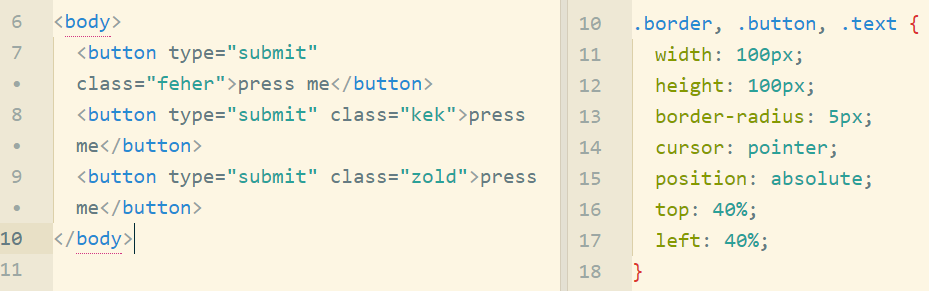 6 <body>
7 <button type="submit"
• class="feher">press me</button>
8 <button type="submit" class="kek">press
• me</button>
9 <button type="submit" class="zold">press
• me</button>
10 </body>
11
10 .border, .button, .text {
11 width: 100px;
12 height: 100px;
13 border-radius: 5px;
14 cursor: pointer;
15 position: absolute;
16 top: 40%;
17 left: 40%;
18 }